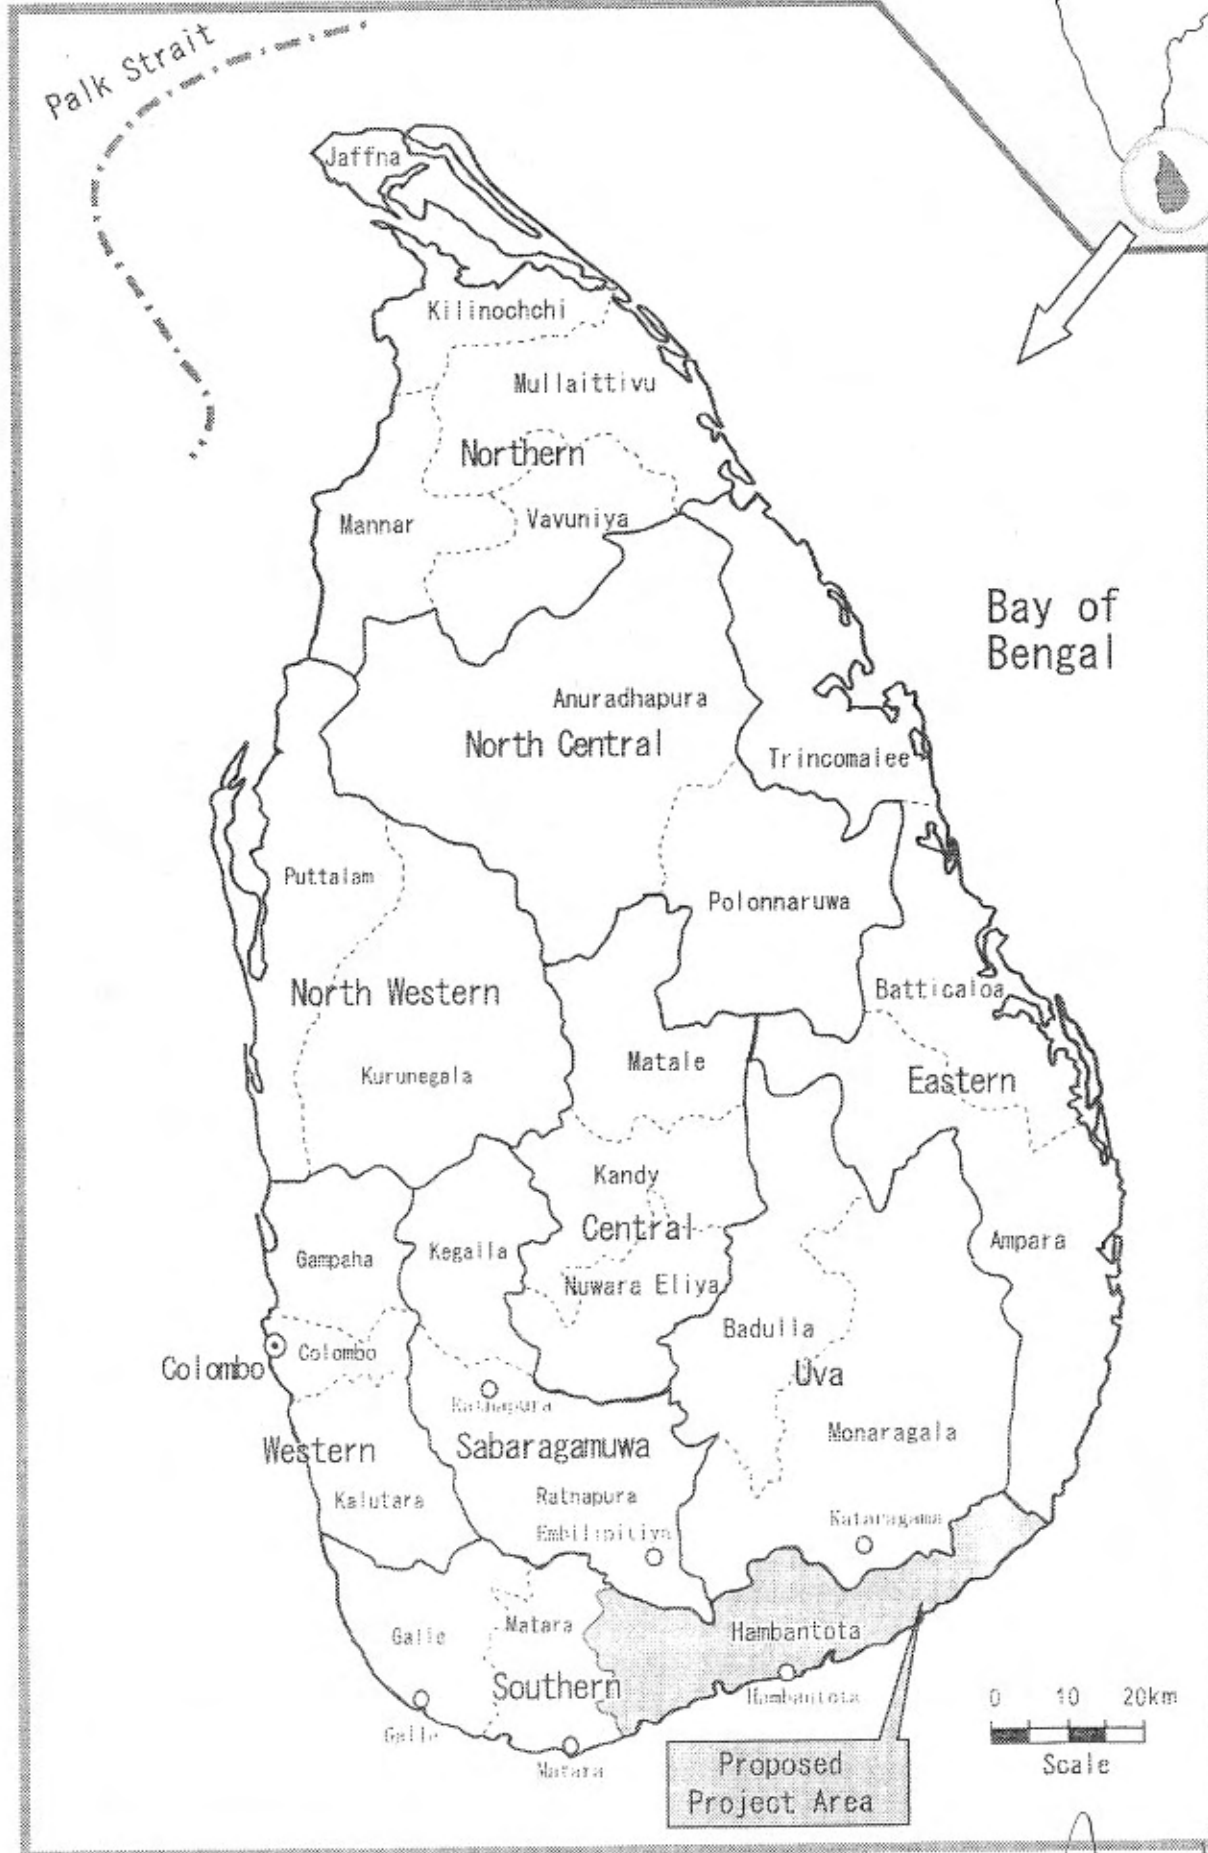 Palk Strait
Jaffna
Kilinochchi
Mullaittivu
Northern
Mannar
Vavuniya
Bay of
Bengal
Anuradhapura
North Central
Trincomalee
Puttalam
Polonnaruwa
North Western
Batticaloa
Kurunegala
Matale
Eastern
Kandy
Central
Gampaha
Kegalla
Ampara
Nuwara Eliya
Badulla
Colombo
Colombo
Uva
Ratnapura
Western
Sabaragamuwa
Monaragala
Kalutara
Ratnapura
Embilipitiya
Kataragama
Galle
Matara
Hambantota
Southern
Hambantota
Galle
Matara
0 10 20km
Scale
Proposed
Project Area